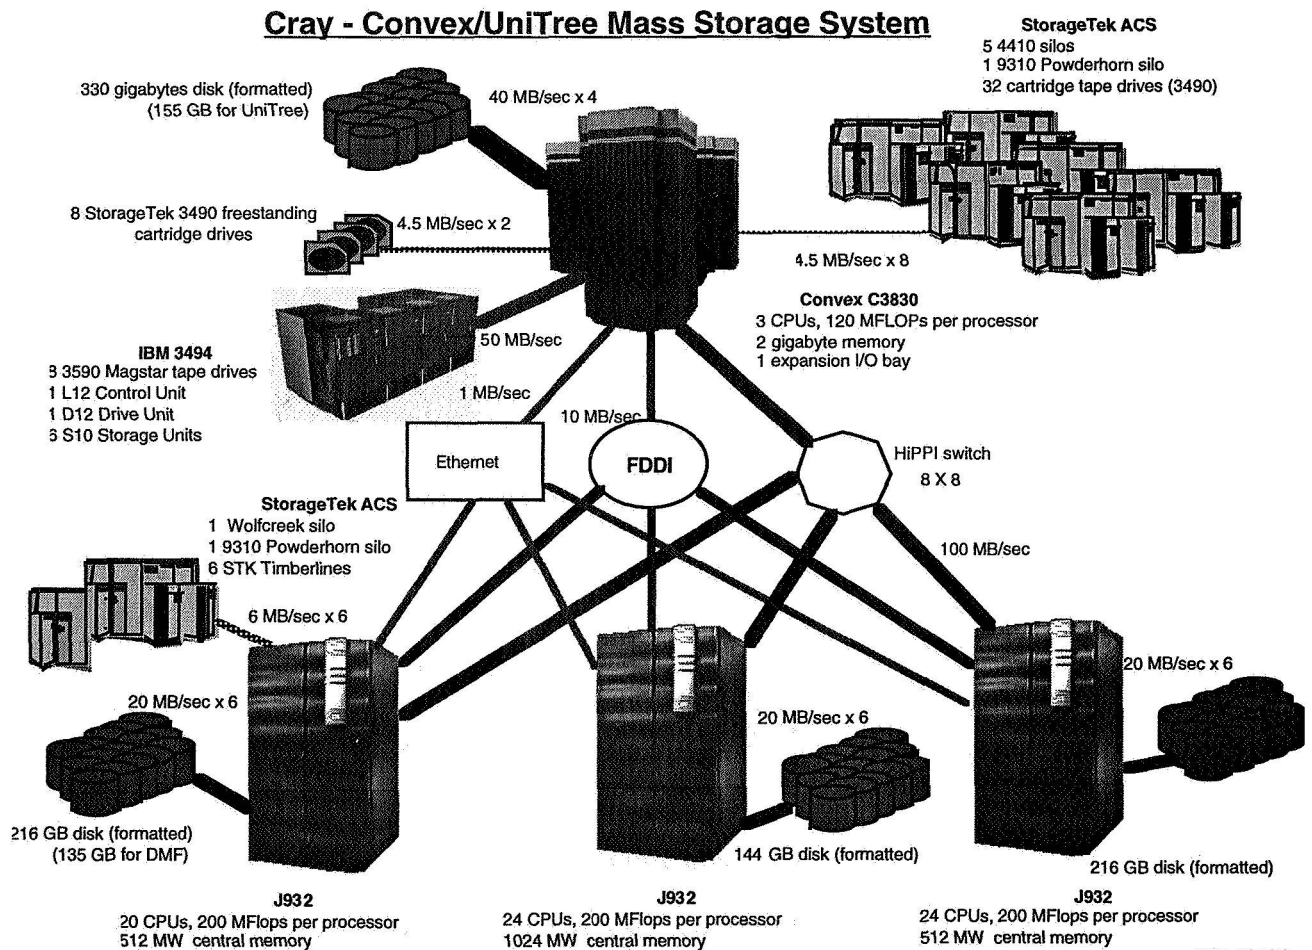 Cray - Convex/UniTree Mass Storage System
StorageTek ACS
5 4410 silos
1 9310 Powderhorn silo
32 cartridge tape drives (3490)
330 gigabytes disk (formatted)
(155 GB for UniTree)
40 MB/sec x 4
8 StorageTek 3490 freestanding
cartridge drives
4.5 MB/sec x 2
4.5 MB/sec x 8
Convex C3830
3 CPUs, 120 MFLOPs per processor
2 gigabyte memory
1 expansion I/O bay
50 MB/sec
IBM 3494
8 3590 Magstar tape drives
1 L12 Control Unit
1 D12 Drive Unit
6 S10 Storage Units
1 MB/sec
10 MB/sec
Ethernet
FDDI
HiPPI switch
8 X 8
StorageTek ACS
1 Wolfcreek silo
1 9310 Powderhorn silo
6 STK Timberlines
100 MB/sec
6 MB/sec x 6
20 MB/sec x 6
20 MB/sec x 6
20 MB/sec x 6
216 GB disk (formatted)
(135 GB for DMF)
144 GB disk (formatted)
216 GB disk (formatted)
J932
20 CPUs, 200 MFlops per processor
512 MW central memory
J932
24 CPUs, 200 MFlops per processor
1024 MW central memory
J932
24 CPUs, 200 MFlops per processor
512 MW central memory